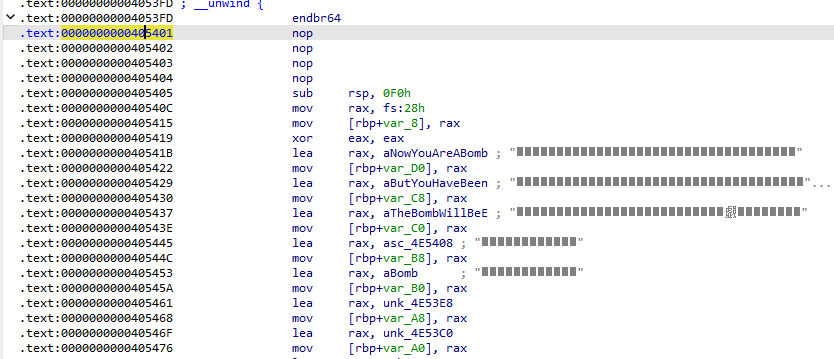 .text:00000000004053FD ; __unwind {
.text:00000000004053FD endbr64
.text:0000000000405401 nop
.text:0000000000405402 nop
.text:0000000000405403 nop
.text:0000000000405404 nop
.text:0000000000405405 sub rsp, 0F0h
.text:000000000040540C mov rax, fs:28h
.text:0000000000405415 mov [rbp+var_8], rax
.text:0000000000405419 xor eax, eax
.text:000000000040541B lea rax, aNowYouAreABomb ; "
.text:0000000000405422 mov [rbp+var_D0], rax
.text:0000000000405429 lea rax, aButYouHaveBeen ; "
.text:0000000000405430 mov [rbp+var_C8], rax
.text:0000000000405437 lea rax, aTheBombWillBeE ; "
.text:000000000040543E mov [rbp+var_C0], rax
.text:0000000000405445 lea rax, asc_4E5408 ; "
.text:000000000040544C mov [rbp+var_B8], rax
.text:0000000000405453 lea rax, aBomb ; "
.text:000000000040545A mov [rbp+var_B0], rax
.text:0000000000405461 lea rax, unk_4E53E8
.text:0000000000405468 mov [rbp+var_A8], rax
.text:000000000040546F lea rax, unk_4E53C0
.text:0000000000405476 mov [rbp+var_A0], rax